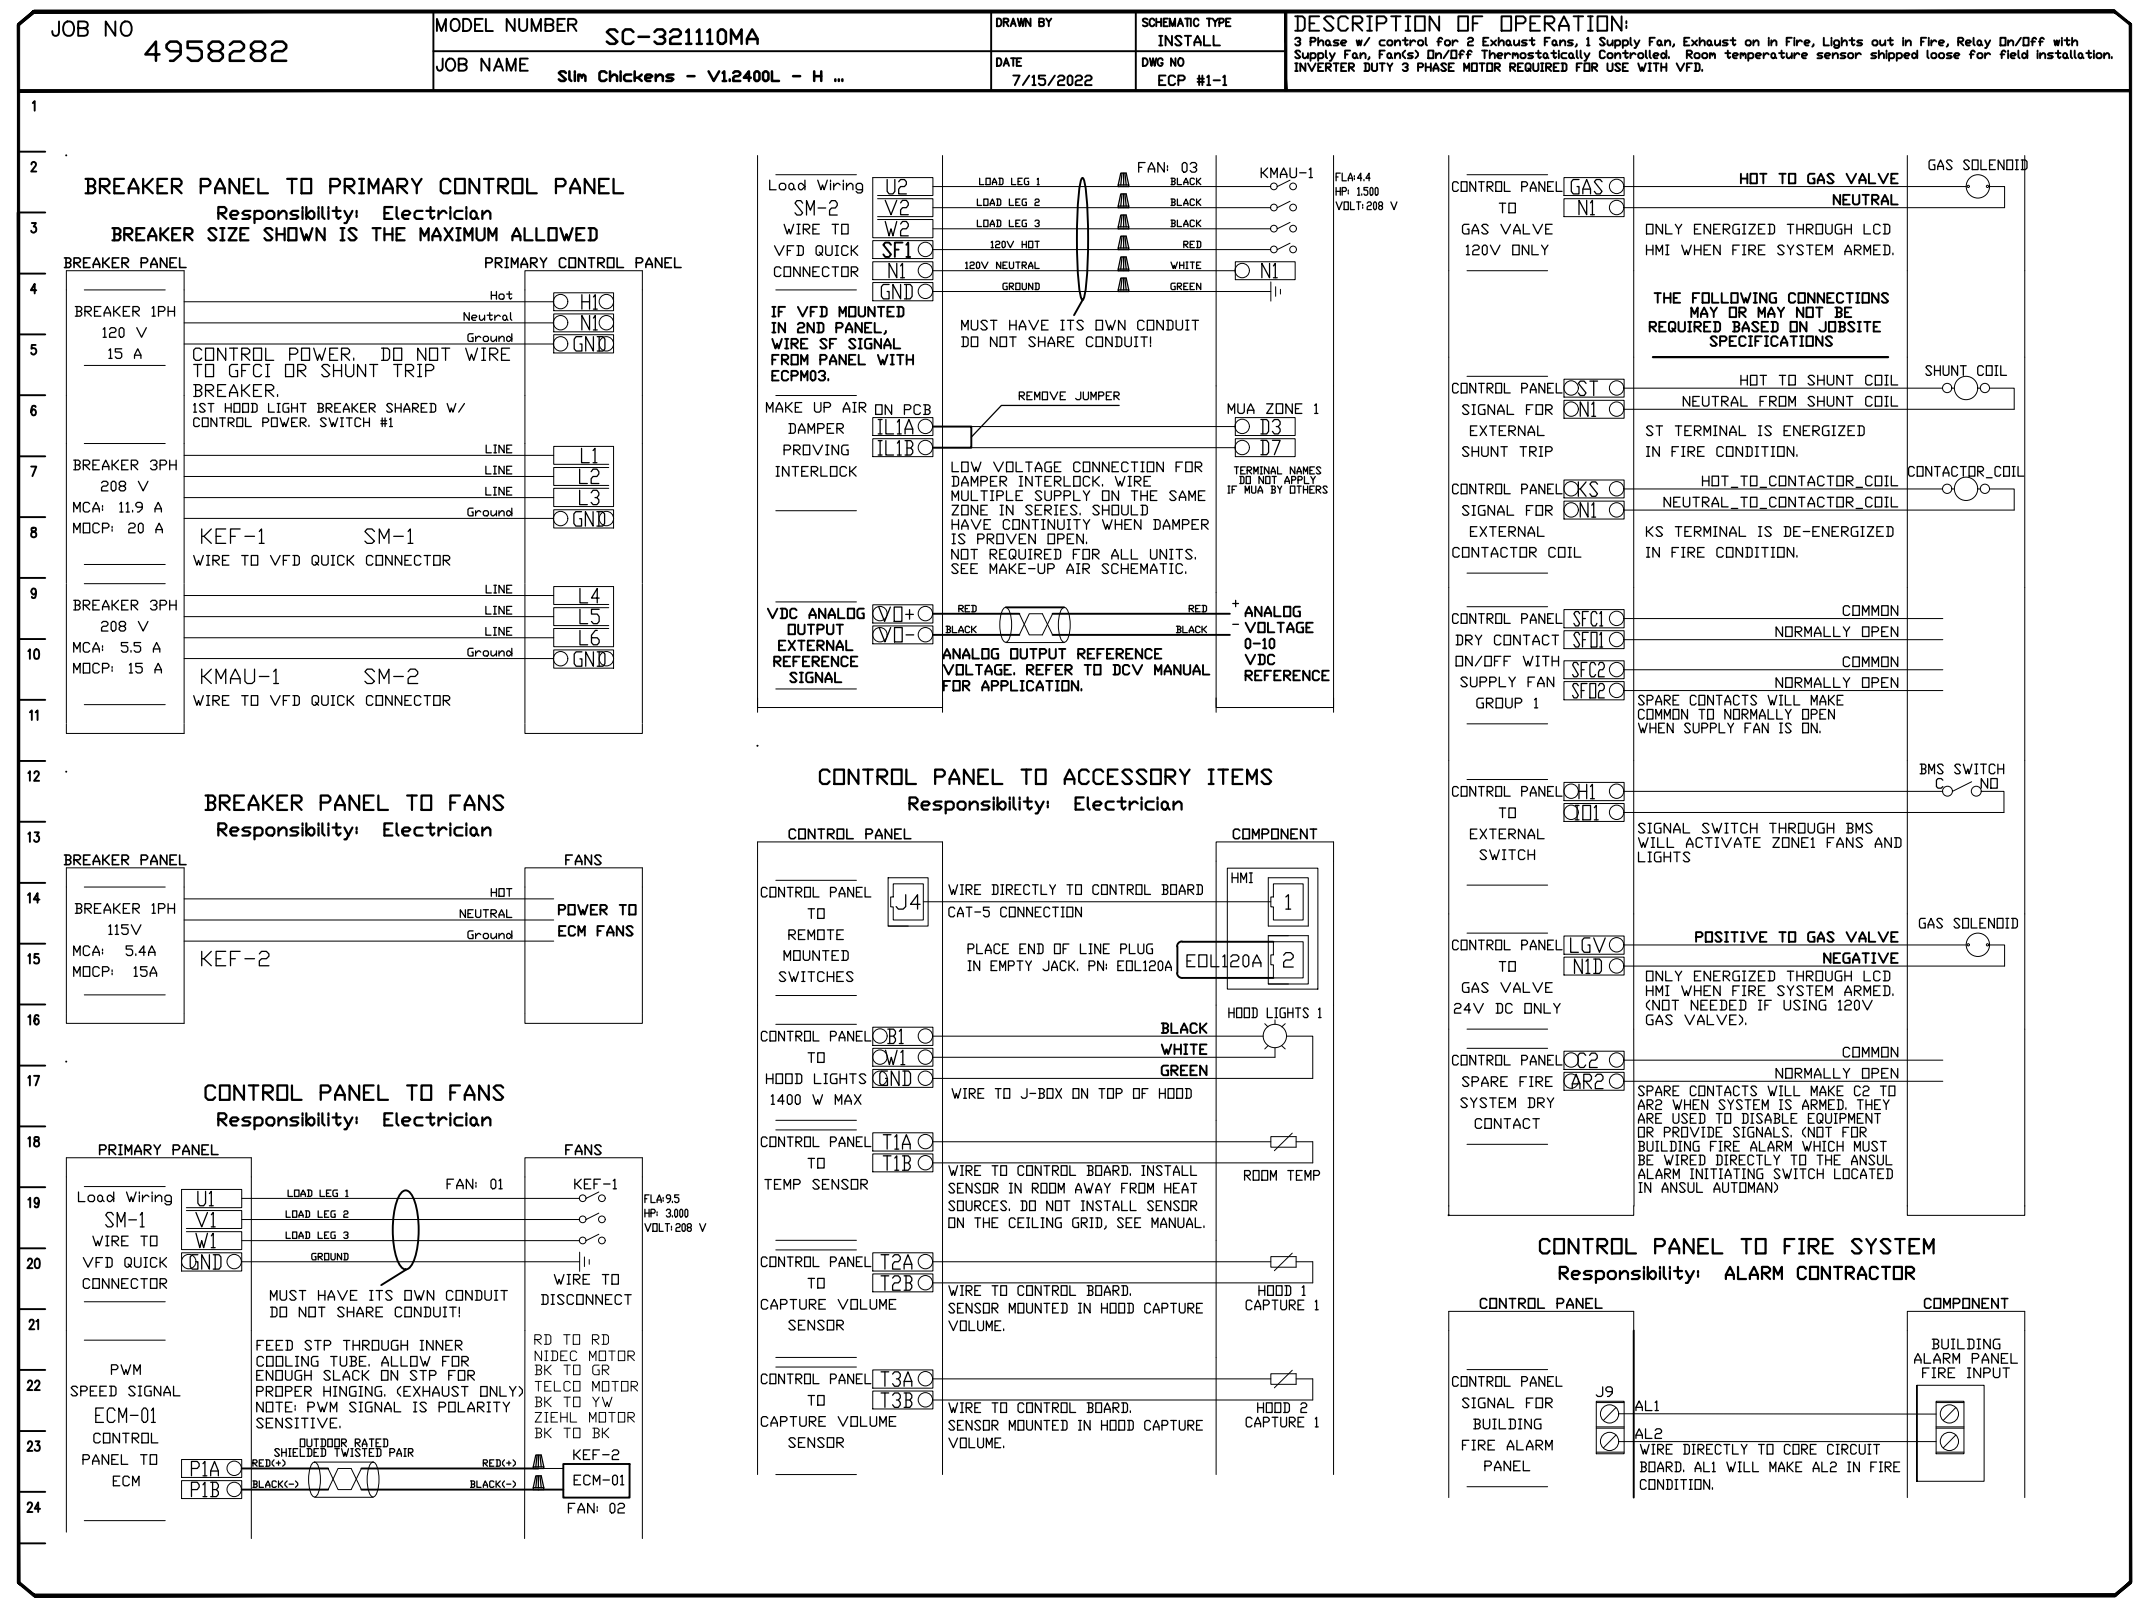 JOB NO
4958282
MODEL NUMBER SC-321110MA
JOB NAME
Slim Chickens - V1.2400L - H ...
DRAWN BY
DATE
7/15/2022
SCHEMATIC TYPE
INSTALL
DWG NO
ECP #1-1
DESCRIPTION OF OPERATION:
3 Phase w/ control for 2 Exhaust Fans, 1 Supply Fan, Exhaust on in Fire, Lights out in Fire, Relay On/Off with
Supply Fan, Fan(s) On/Off Thermostatically Controlled. Room temperature sensor shipped loose for field installation.
INVERTER DUTY 3 PHASE MOTOR REQUIRED FOR USE WITH VFD.
1
2
3
4
5
6
7
8
9
10
11
12
13
14
15
16
17
18
19
20
21
22
23
24
BREAKER PANEL TO PRIMARY CONTROL PANEL
Responsibility: Electrician
BREAKER SIZE SHOWN IS THE MAXIMUM ALLOWED
BREAKER PANEL
PRIMARY CONTROL PANEL
BREAKER 1PH
120 V
15 A
Hot
H1
Neutral
N1
Ground
GND
CONTROL POWER. DO NOT WIRE
TO GFCI OR SHUNT TRIP
BREAKER.
1ST HOOD LIGHT BREAKER SHARED W/
CONTROL POWER. SWITCH #1
BREAKER 3PH
208 V
MCA: 11.9 A
MOCP: 20 A
LINE
L1
LINE
L2
LINE
L3
Ground
GND
KEF-1 SM-1
WIRE TO VFD QUICK CONNECTOR
BREAKER 3PH
208 V
MCA: 5.5 A
MOCP: 15 A
LINE
L4
LINE
L5
LINE
L6
Ground
GND
KMAU-1 SM-2
WIRE TO VFD QUICK CONNECTOR
BREAKER PANEL TO FANS
Responsibility: Electrician
BREAKER PANEL
FANS
BREAKER 1PH
115V
MCA: 5.4A
MOCP: 15A
HOT
NEUTRAL
Ground
POWER TO
ECM FANS
KEF-2
CONTROL PANEL TO FANS
Responsibility: Electrician
PRIMARY PANEL
FANS
Load Wiring
SM-1
WIRE TO
VFD QUICK
CONNECTOR
U1
V1
W1
GND
LOAD LEG 1
LOAD LEG 2
LOAD LEG 3
GROUND
FAN: 01
KEF-1
FLA:9.5
HP: 3.000
VOLT:208 V
WIRE TO
DISCONNECT
MUST HAVE ITS OWN CONDUIT
DO NOT SHARE CONDUIT!
PWM
SPEED SIGNAL
ECM-01
CONTROL
PANEL TO
ECM
FEED STP THROUGH INNER
COOLING TUBE. ALLOW FOR
ENOUGH SLACK ON STP FOR
PROPER HINGING. (EXHAUST ONLY)
NOTE: PWM SIGNAL IS POLARITY
SENSITIVE.
OUTDOOR RATED
SHIELDED TWISTED PAIR
RD TO RD
NIDEC MOTOR
BK TO GR
TELCO MOTOR
BK TO YW
ZIEHL MOTOR
BK TO BK
P1A
RED(+)
RED(+)
P1B
BLACK(-)
BLACK(-)
KEF-2
ECM-01
FAN: 02
Load Wiring
SM-2
WIRE TO
VFD QUICK
CONNECTOR
U2
V2
W2
SF1
N1
GND
LOAD LEG 1
LOAD LEG 2
LOAD LEG 3
120V HOT
120V NEUTRAL
GROUND
FAN: 03
BLACK
BLACK
BLACK
RED
WHITE
GREEN
KMAU-1
N1
FLA:4.4
HP: 1.500
VOLT:208 V
IF VFD MOUNTED
IN 2ND PANEL,
WIRE SF SIGNAL
FROM PANEL WITH
ECPM03.
MUST HAVE ITS OWN CONDUIT
DO NOT SHARE CONDUIT!
MAKE UP AIR
DAMPER
PROVING
INTERLOCK
ON PCB
IL1A
IL1B
REMOVE JUMPER
MUA ZONE 1
D3
D7
TERMINAL NAMES
DO NOT APPLY
IF MUA BY OTHERS
LOW VOLTAGE CONNECTION FOR
DAMPER INTERLOCK. WIRE
MULTIPLE SUPPLY ON THE SAME
ZONE IN SERIES. SHOULD
HAVE CONTINUITY WHEN DAMPER
IS PROVEN OPEN.
NOT REQUIRED FOR ALL UNITS.
SEE MAKE-UP AIR SCHEMATIC.
VDC ANALOG
OUTPUT
EXTERNAL
REFERENCE
SIGNAL
V0+
V0-
RED
BLACK
RED
BLACK
+
-
ANALOG
VOLTAGE
0-10
VDC
REFERENCE
ANALOG OUTPUT REFERENCE
VOLTAGE. REFER TO DCV MANUAL
FOR APPLICATION.
CONTROL PANEL TO ACCESSORY ITEMS
Responsibility: Electrician
CONTROL PANEL
COMPONENT
CONTROL PANEL
TO
REMOTE
MOUNTED
SWITCHES
J4
WIRE DIRECTLY TO CONTROL BOARD
CAT-5 CONNECTION
HMI
1
PLACE END OF LINE PLUG
IN EMPTY JACK. PN: EOL120A
EOL120A
2
CONTROL PANEL
TO
HOOD LIGHTS
1400 W MAX
B1
W1
GND
BLACK
WHITE
GREEN
HOOD LIGHTS 1
WIRE TO J-BOX ON TOP OF HOOD
CONTROL PANEL
TO
TEMP SENSOR
T1A
T1B
WIRE TO CONTROL BOARD. INSTALL
SENSOR IN ROOM AWAY FROM HEAT
SOURCES. DO NOT INSTALL SENSOR
ON THE CEILING GRID, SEE MANUAL.
ROOM TEMP
CONTROL PANEL
TO
CAPTURE VOLUME
SENSOR
T2A
T2B
WIRE TO CONTROL BOARD.
SENSOR MOUNTED IN HOOD CAPTURE
VOLUME.
HOOD 1
CAPTURE 1
CONTROL PANEL
TO
CAPTURE VOLUME
SENSOR
T3A
T3B
WIRE TO CONTROL BOARD.
SENSOR MOUNTED IN HOOD CAPTURE
VOLUME.
HOOD 2
CAPTURE 1
CONTROL PANEL
TO
GAS VALVE
120V ONLY
GAS
N1
HOT TO GAS VALVE
NEUTRAL
GAS SOLENOID
ONLY ENERGIZED THROUGH LCD
HMI WHEN FIRE SYSTEM ARMED.
THE FOLLOWING CONNECTIONS
MAY OR MAY NOT BE
REQUIRED BASED ON JOBSITE
SPECIFICATIONS
CONTROL PANEL
SIGNAL FOR
EXTERNAL
SHUNT TRIP
ST
N1
HOT TO SHUNT COIL
NEUTRAL FROM SHUNT COIL
SHUNT COIL
ST TERMINAL IS ENERGIZED
IN FIRE CONDITION.
CONTROL PANEL
SIGNAL FOR
EXTERNAL
CONTACTOR COIL
KS
N1
HOT_TO_CONTACTOR_COIL
NEUTRAL_TO_CONTACTOR_COIL
CONTACTOR_COIL
KS TERMINAL IS DE-ENERGIZED
IN FIRE CONDITION.
CONTROL PANEL
DRY CONTACT
ON/OFF WITH
SUPPLY FAN
GROUP 1
SFC1
SFO1
SFC2
SFO2
COMMON
NORMALLY OPEN
COMMON
NORMALLY OPEN
SPARE CONTACTS WILL MAKE
COMMON TO NORMALLY OPEN
WHEN SUPPLY FAN IS ON.
CONTROL PANEL
TO
EXTERNAL
SWITCH
H1
IO1
BMS SWITCH
C NO
SIGNAL SWITCH THROUGH BMS
WILL ACTIVATE ZONE1 FANS AND
LIGHTS
CONTROL PANEL
TO
GAS VALVE
24V DC ONLY
LGV
N1D
POSITIVE TO GAS VALVE
NEGATIVE
GAS SOLENOID
ONLY ENERGIZED THROUGH LCD
HMI WHEN FIRE SYSTEM ARMED.
(NOT NEEDED IF USING 120V
GAS VALVE).
CONTROL PANEL
SPARE FIRE
SYSTEM DRY
CONTACT
C2
AR2
COMMON
NORMALLY OPEN
SPARE CONTACTS WILL MAKE C2 TO
AR2 WHEN SYSTEM IS ARMED. THEY
ARE USED TO DISABLE EQUIPMENT
OR PROVIDE SIGNALS. (NOT FOR
BUILDING FIRE ALARM WHICH MUST
BE WIRED DIRECTLY TO THE ANSUL
ALARM INITIATING SWITCH LOCATED
IN ANSUL AUTOMAN)
CONTROL PANEL TO FIRE SYSTEM
Responsibility: ALARM CONTRACTOR
CONTROL PANEL
COMPONENT
CONTROL PANEL
SIGNAL FOR
BUILDING
FIRE ALARM
PANEL
J9
AL1
AL2
BUILDING
ALARM PANEL
FIRE INPUT
WIRE DIRECTLY TO CORE CIRCUIT
BOARD. AL1 WILL MAKE AL2 IN FIRE
CONDITION.